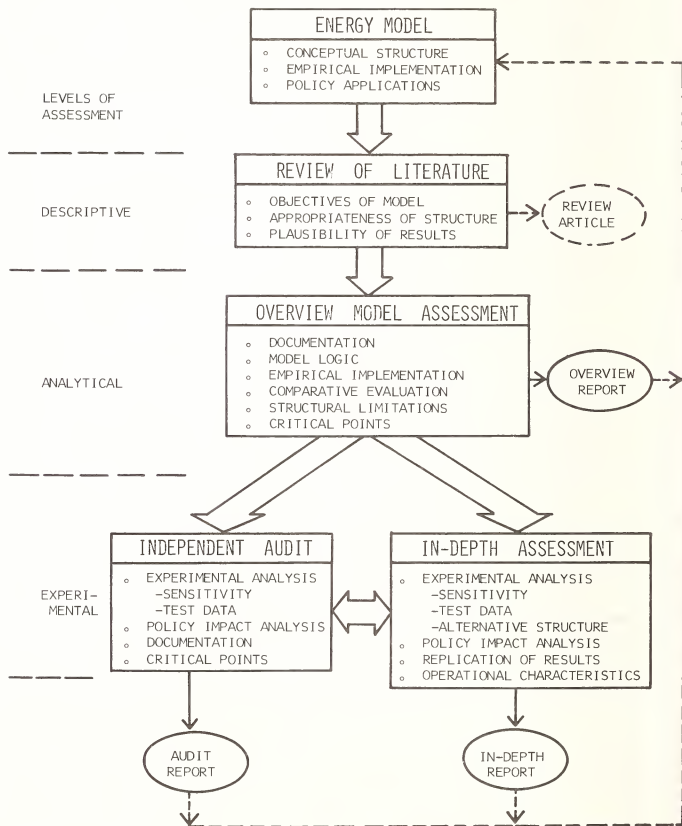 ENERGY MODEL
° CONCEPTUAL STRUCTURE
° EMPIRICAL IMPLEMENTATION
° POLICY APPLICATIONS
LEVELS OF
ASSESSMENT
REVIEW OF LITERATURE
° OBJECTIVES OF MODEL
° APPROPRIATENESS OF STRUCTURE
° PLAUSIBILITY OF RESULTS
DESCRIPTIVE
REVIEW
ARTICLE
OVERVIEW MODEL ASSESSMENT
° DOCUMENTATION
° MODEL LOGIC
° EMPIRICAL IMPLEMENTATION
° COMPARATIVE EVALUATION
° STRUCTURAL LIMITATIONS
° CRITICAL POINTS
ANALYTICAL
OVERVIEW
REPORT
INDEPENDENT AUDIT
° EXPERIMENTAL ANALYSIS
-SENSITIVITY
-TEST DATA
° POLICY IMPACT ANALYSIS
° DOCUMENTATION
° CRITICAL POINTS
EXPERI-
MENTAL
IN-DEPTH ASSESSMENT
° EXPERIMENTAL ANALYSIS
-SENSITIVITY
-TEST DATA
-ALTERNATIVE STRUCTURE
° POLICY IMPACT ANALYSIS
° REPLICATION OF RESULTS
° OPERATIONAL CHARACTERISTICS
AUDIT
REPORT
IN-DEPTH
REPORT